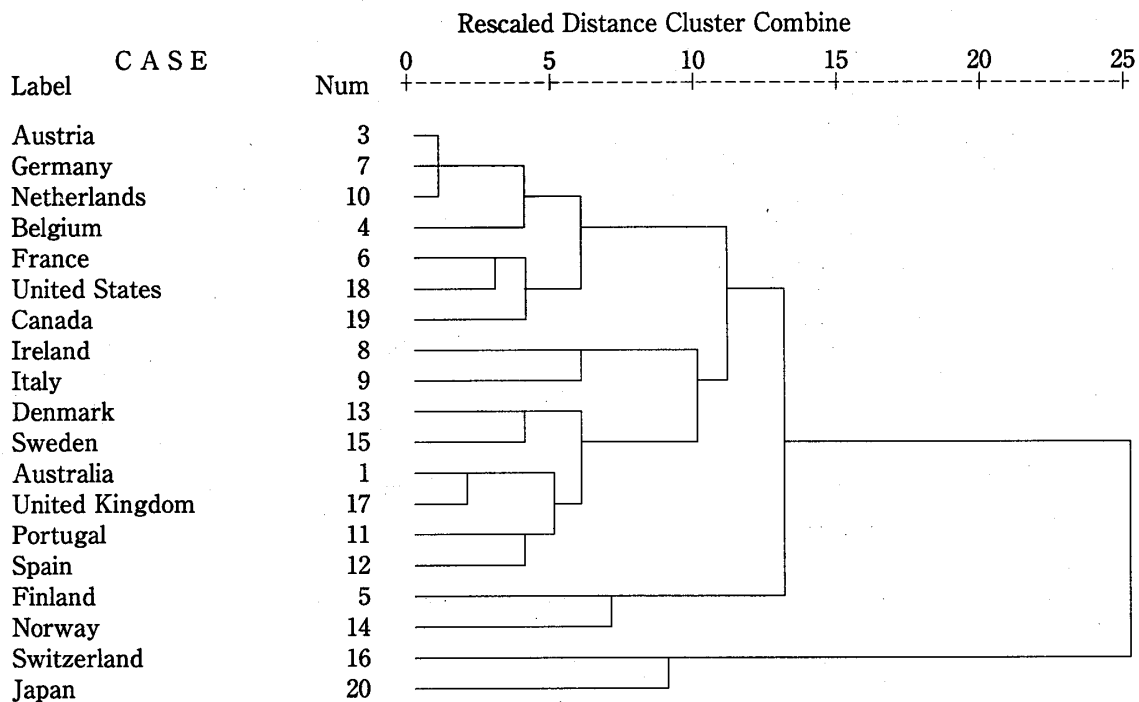 Rescaled Distance Cluster Combine
C A S E 0 5 10 15 20 25
Label Num +---------+---------+---------+---------+---------+
Austria 3
Germany 7
Netherlands 10
Belgium 4
France 6
United States 18
Canada 19
Ireland 8
Italy 9
Denmark 13
Sweden 15
Australia 1
United Kingdom 17
Portugal 11
Spain 12
Finland 5
Norway 14
Switzerland 16
Japan 20